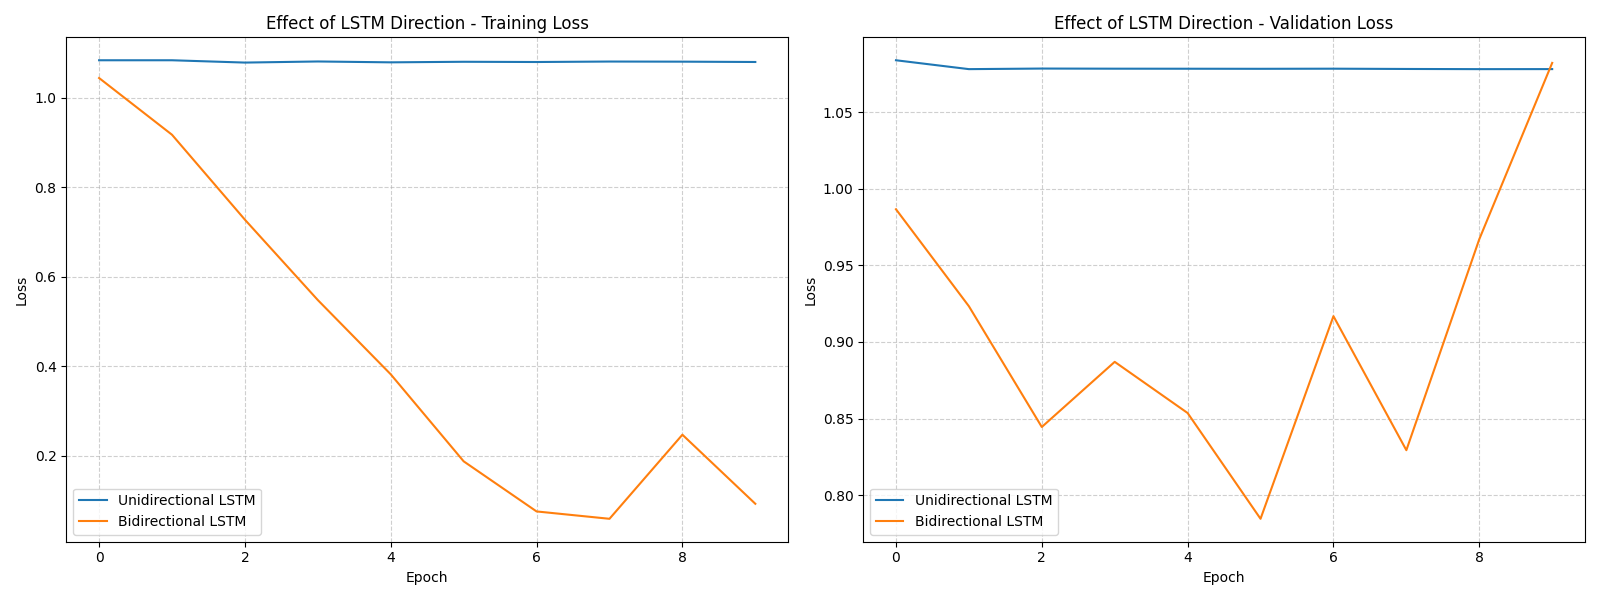 Effect of LSTM Direction - Training Loss
Loss
1.0
0.8
0.6
0.4
0.2
Unidirectional LSTM
Bidirectional LSTM
0 2 4 6 8
Epoch
Effect of LSTM Direction - Validation Loss
Loss
1.05
1.00
0.95
0.90
0.85
0.80
Unidirectional LSTM
Bidirectional LSTM
0 2 4 6 8
Epoch